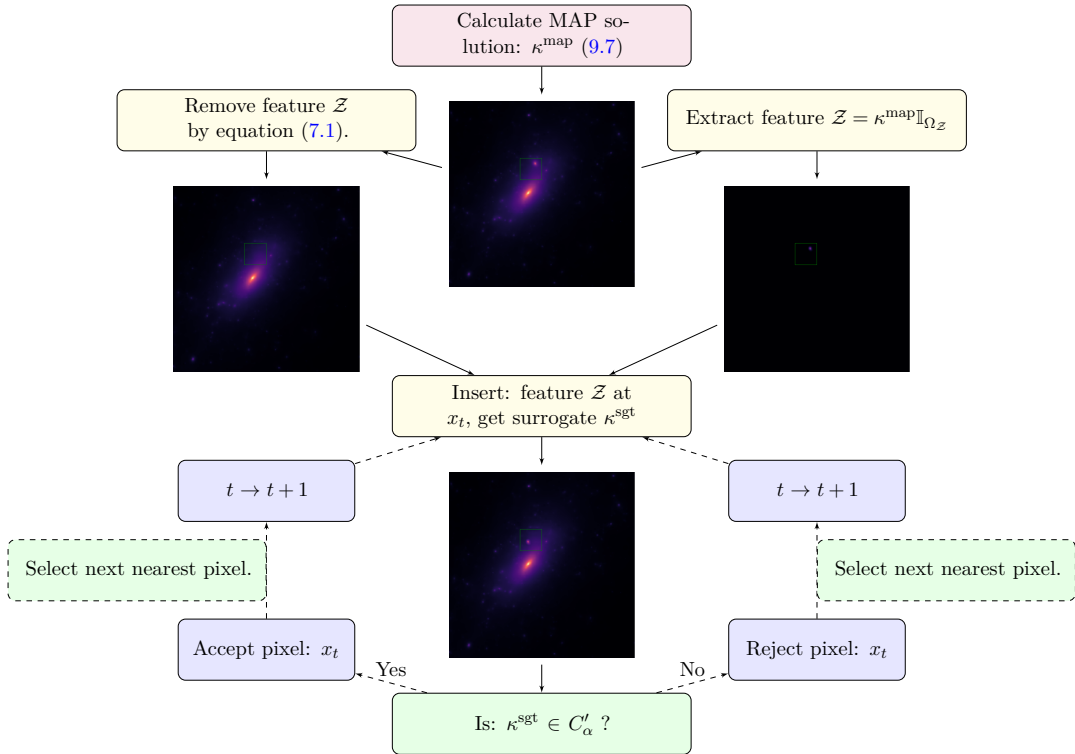 Calculate MAP so-
lution: κ^map (9.7)
Remove feature 𝒵
by equation (7.1).
Extract feature 𝒵 = κ^map 𝕀_Ω_𝒵
Insert: feature 𝒵 at
x_t, get surrogate κ^sgt
t → t + 1
t → t + 1
Select next nearest pixel.
Select next nearest pixel.
Accept pixel: x_t
Reject pixel: x_t
Yes
No
Is: κ^sgt ∈ C′_α ?